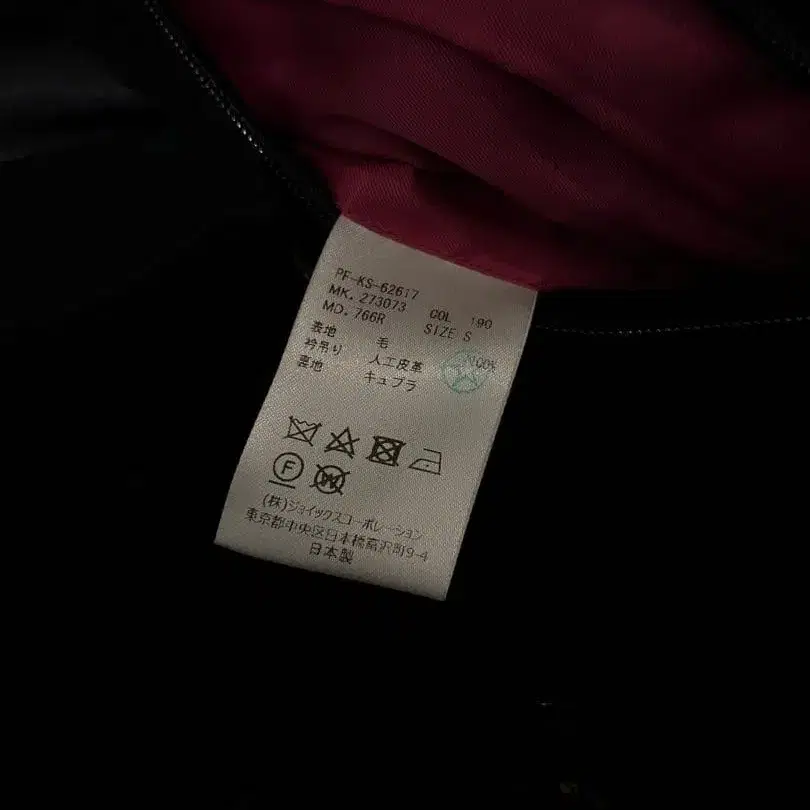 PF-KS-62617
MK. 273073 COL 190
MD. 766R SIZE S
表地 毛
衿吊り 人工皮革 100%
裏地 キュプラ
F
W
(株)ジョイックスコーポレーション
東京都中央区日本橋富沢町9-4
日本製